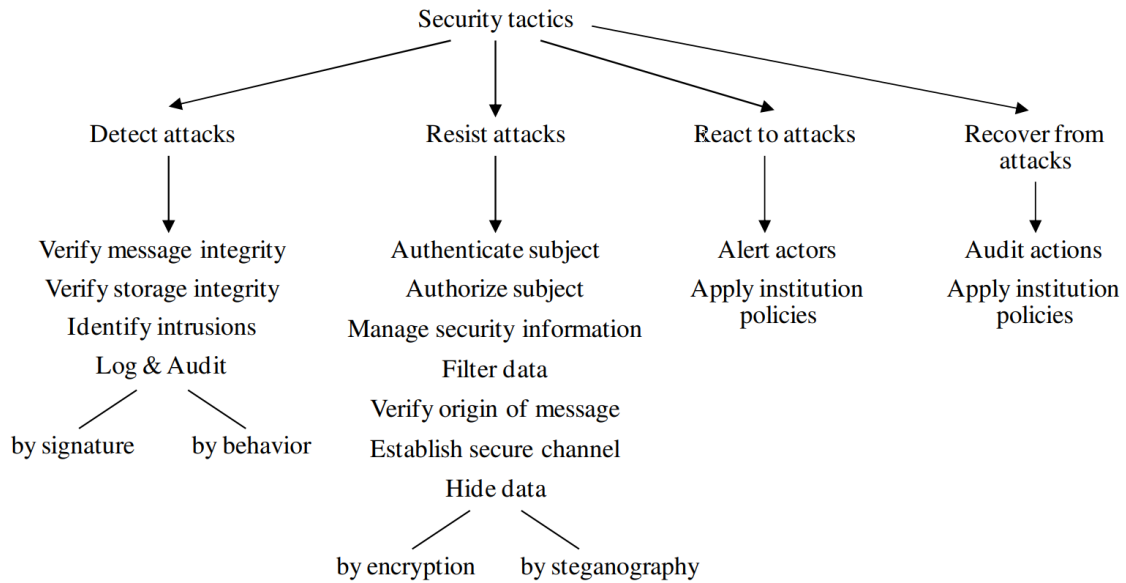 Security tactics
Detect attacks
Resist attacks
React to attacks
Recover from
attacks
Verify message integrity
Verify storage integrity
Identify intrusions
Log & Audit
by signature
by behavior
Authenticate subject
Authorize subject
Manage security information
Filter data
Verify origin of message
Establish secure channel
Hide data
by encryption
by steganography
Alert actors
Apply institution
policies
Audit actions
Apply institution
policies